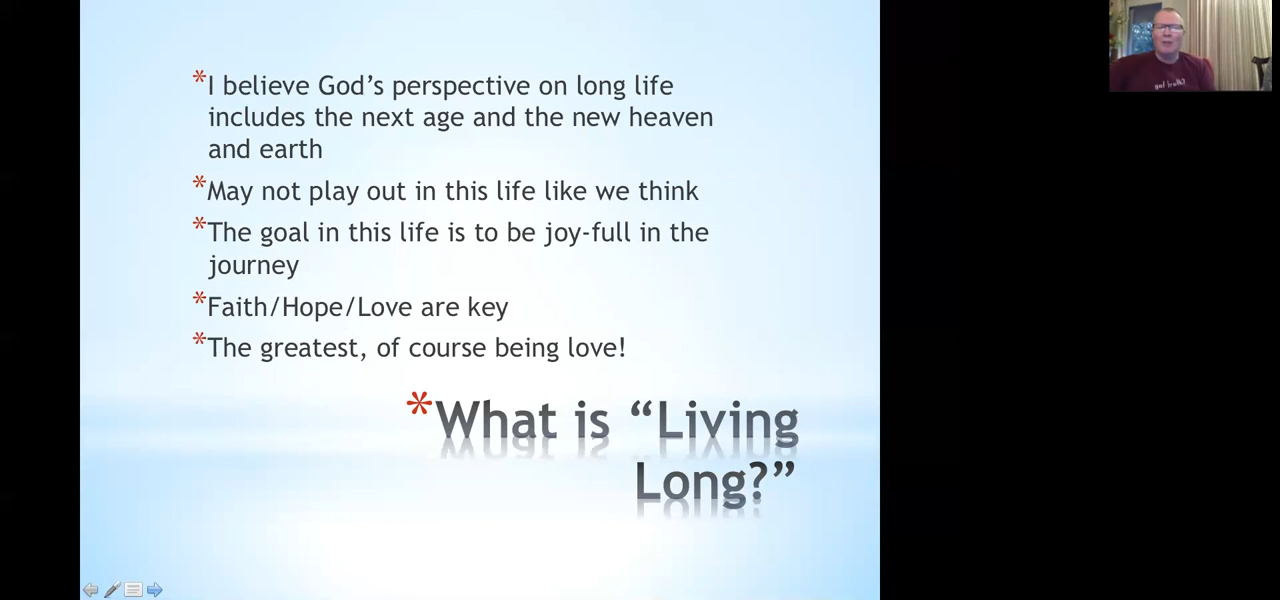 *I believe God’s perspective on long life
includes the next age and the new heaven
and earth
*May not play out in this life like we think
*The goal in this life is to be joy-full in the
journey
*Faith/Hope/Love are key
*The greatest, of course being love!
*What is “Living
Long?”